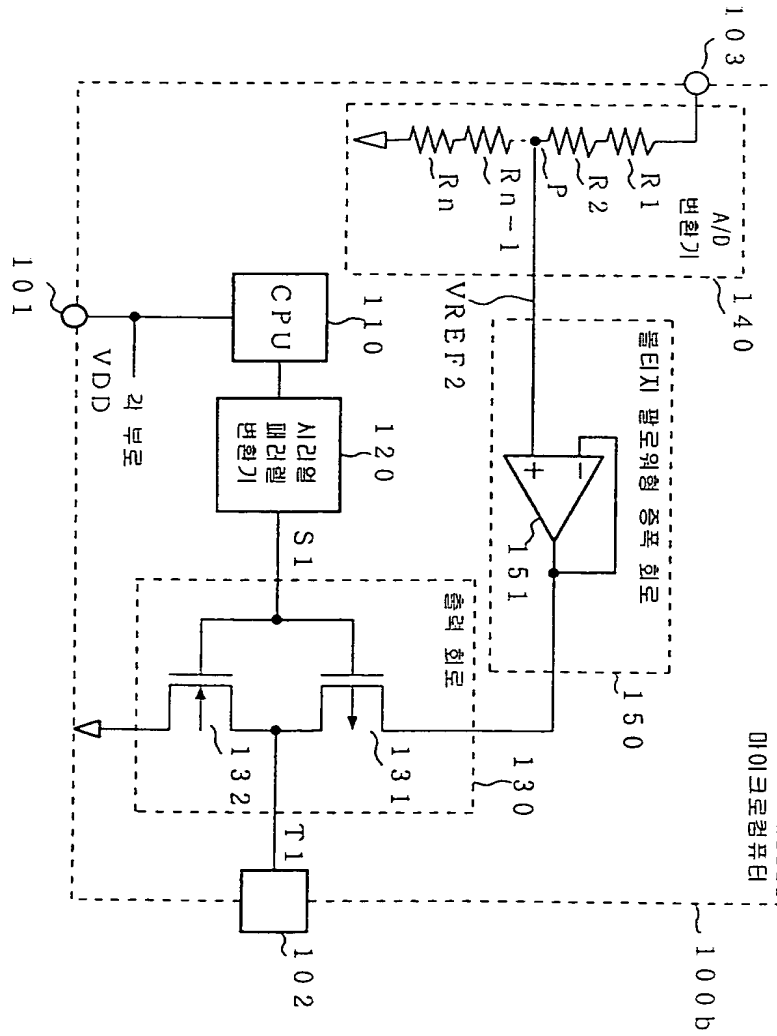 103
R1
R2
P
Rn-1
Rn
A/D
변환기
140
VREF2
볼티지 팔로워형 증폭 회로
+
-
151
150
101
VDD
각 부로
CPU
110
시리얼
패러렐
변환기
120
S1
출력 회로
131
132
130
T1
102
마이크로컴퓨터
100b